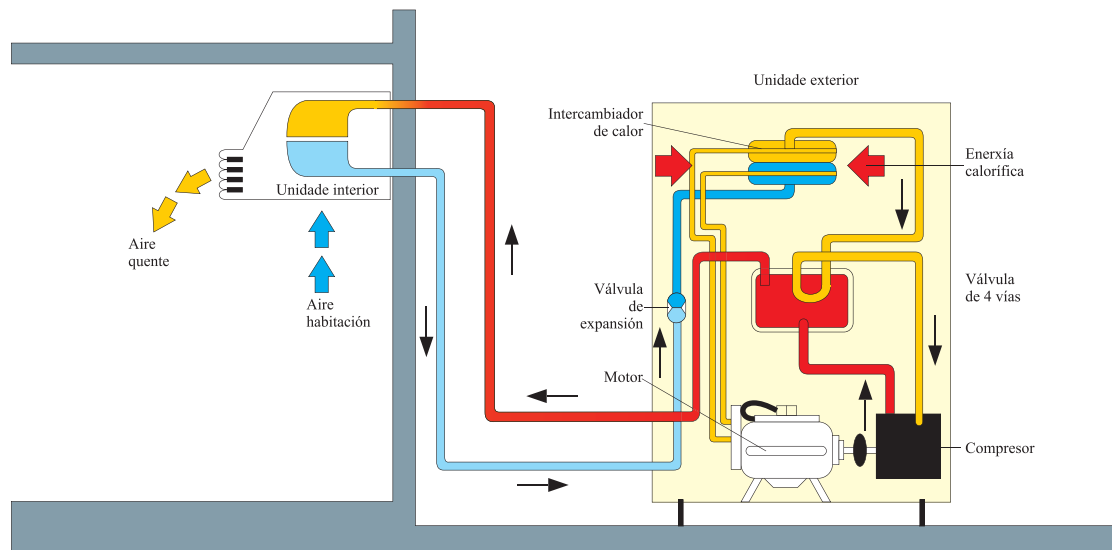 Unidade exterior
Intercambiador
de calor
Enerxía
calorífica
Unidade interior
Aire
quente
Aire
habitación
Válvula
de
expansión
Válvula
de 4 vías
Motor
Compresor